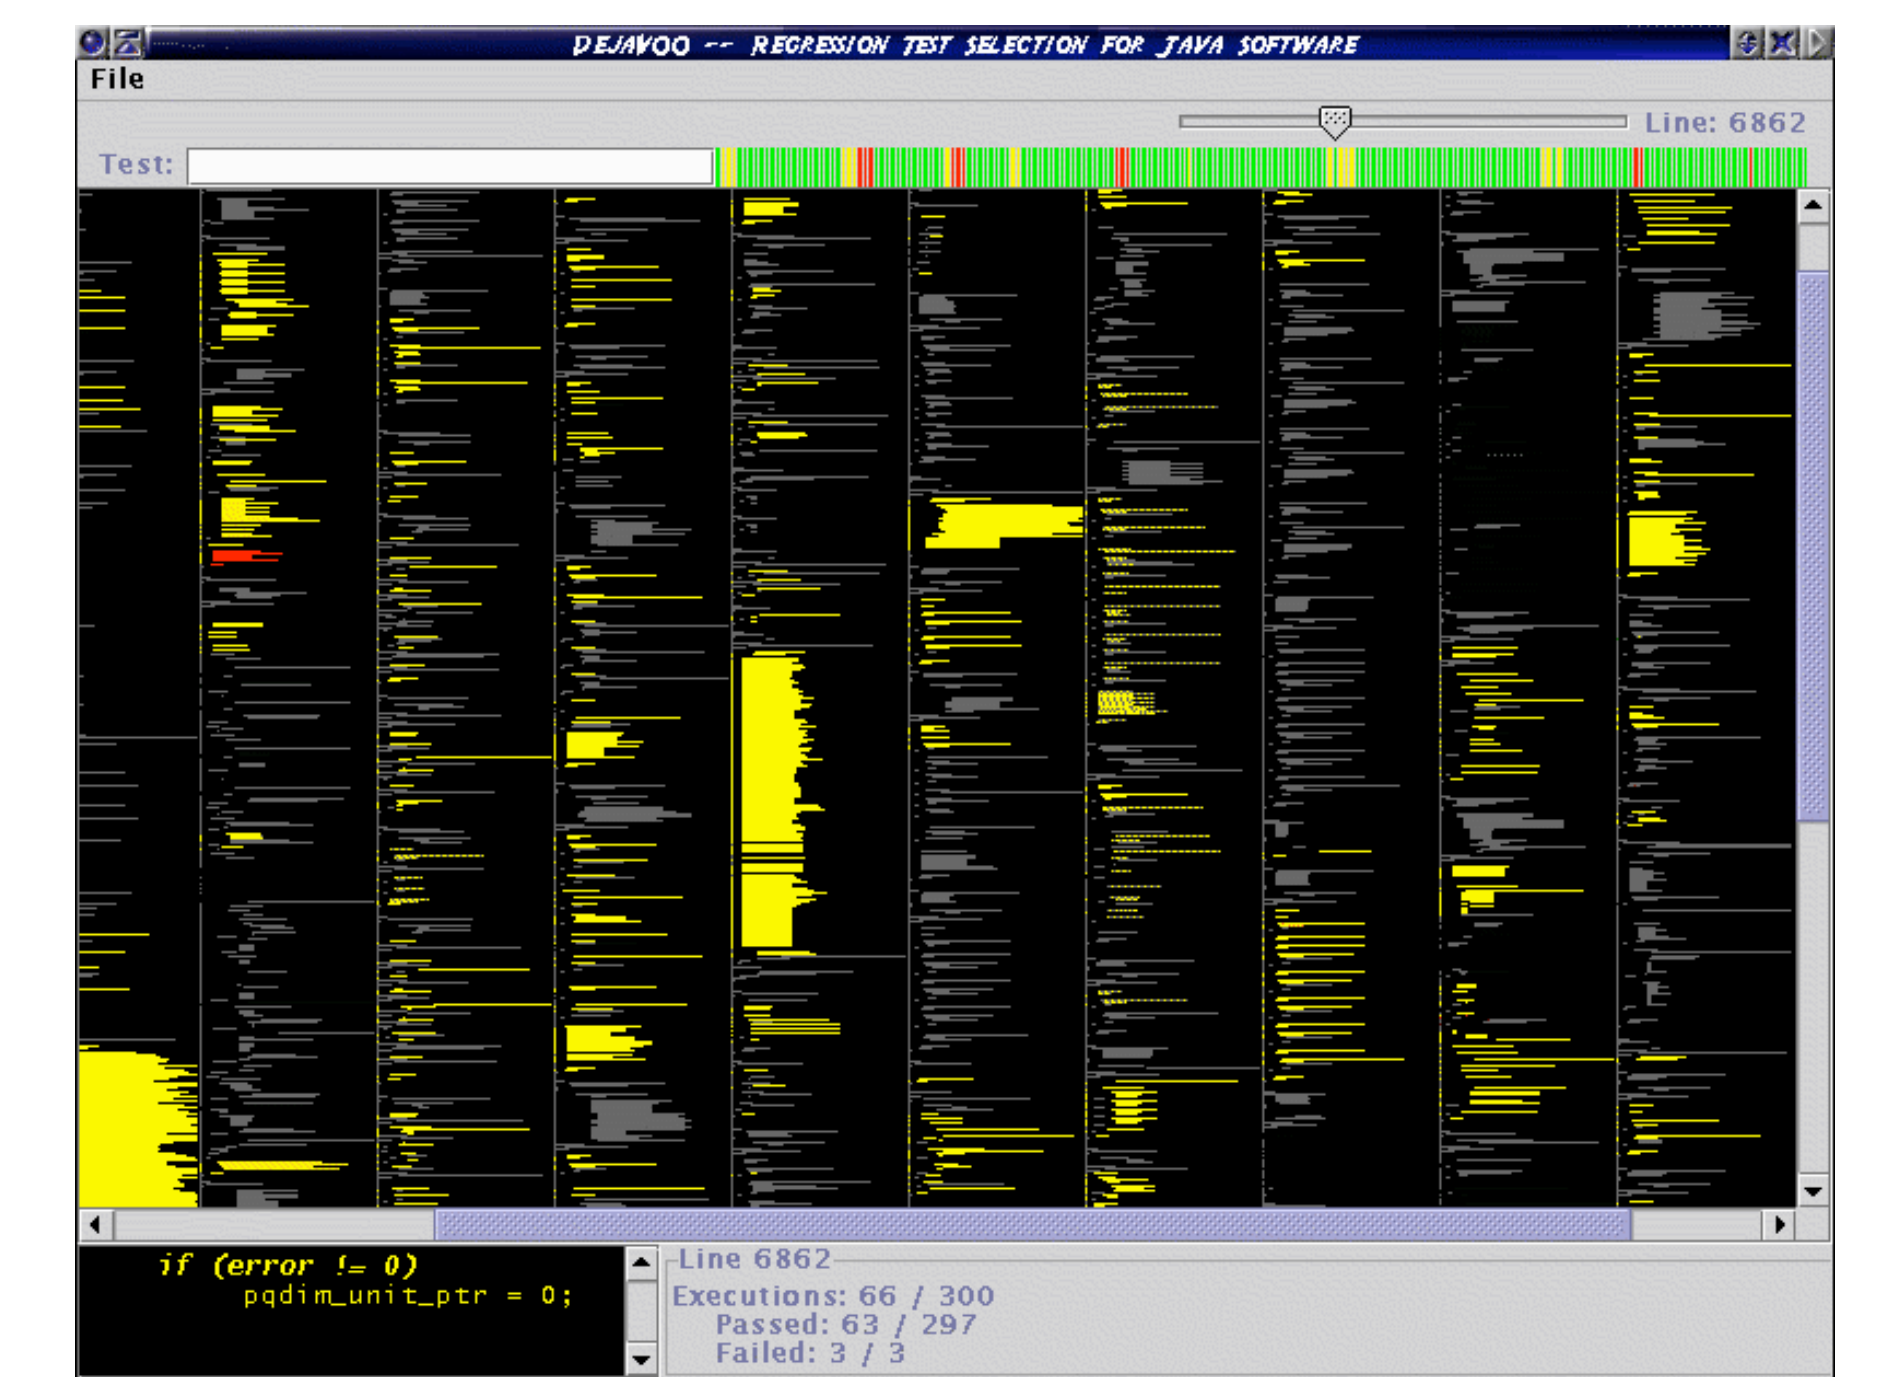 DEJAVOO -- REGRESSION TEST SELECTION FOR JAVA SOFTWARE
File
Line: 6862
Test:
if (error != 0)
pqdim_unit_ptr = 0;
Line 6862
Executions: 66 / 300
Passed: 63 / 297
Failed: 3 / 3